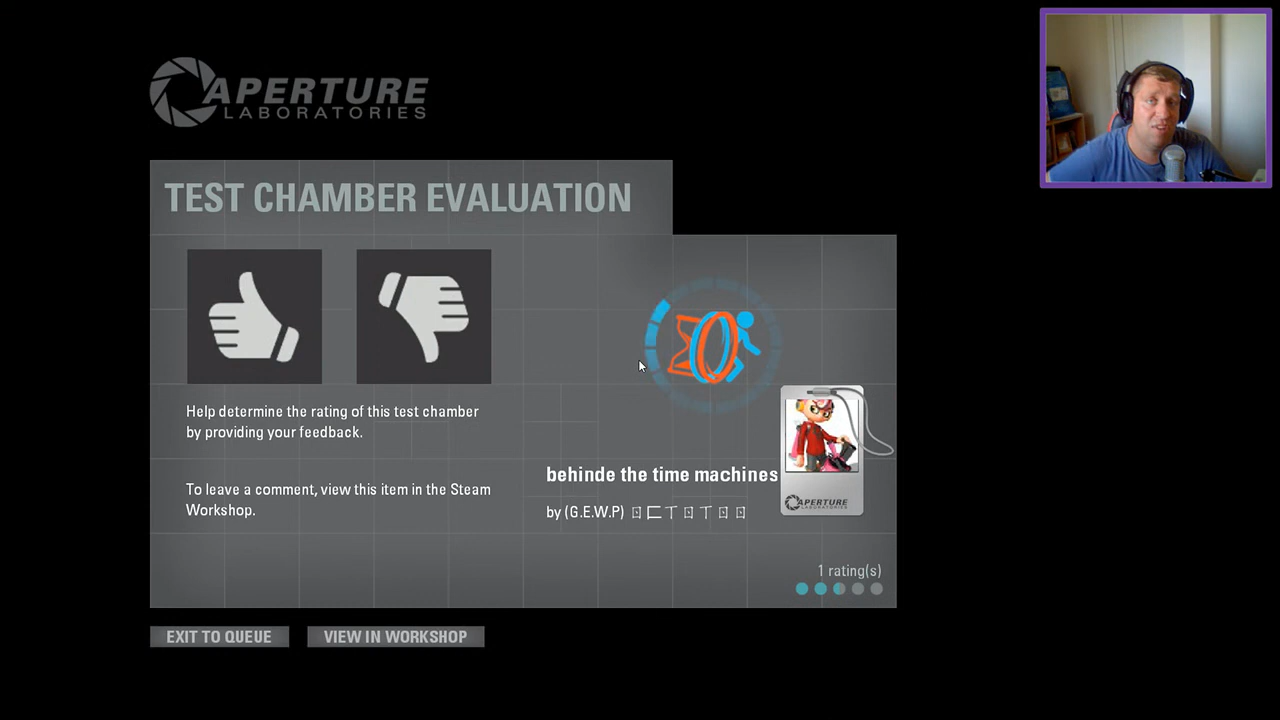 APERTURE
LABORATORIES
TEST CHAMBER EVALUATION
Help determine the rating of this test chamber
by providing your feedback.
To leave a comment, view this item in the Steam
Workshop.
behinde the time machines
by (G.E.W.P)
APERTURE
LABORATORIES
1 rating(s)
EXIT TO QUEUE
VIEW IN WORKSHOP